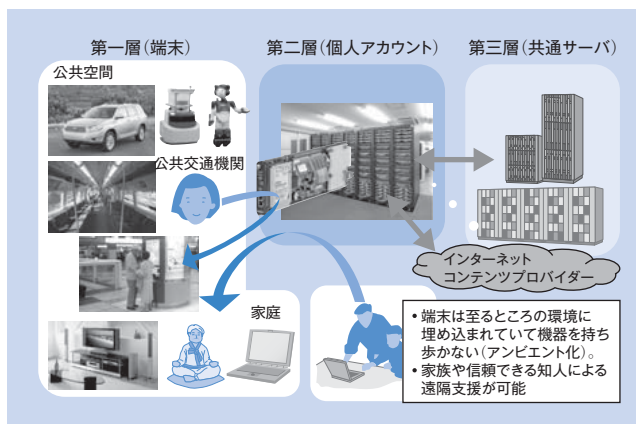 第一層（端末）
第二層（個人アカウント）
第三層（共通サーバ）
公共空間
公共交通機関
家庭
インターネット
コンテンツプロバイダー
• 端末は至るところの環境に
埋め込まれていて機器を持ち
歩かない（アンビエント化）。
• 家族や信頼できる知人による
遠隔支援が可能